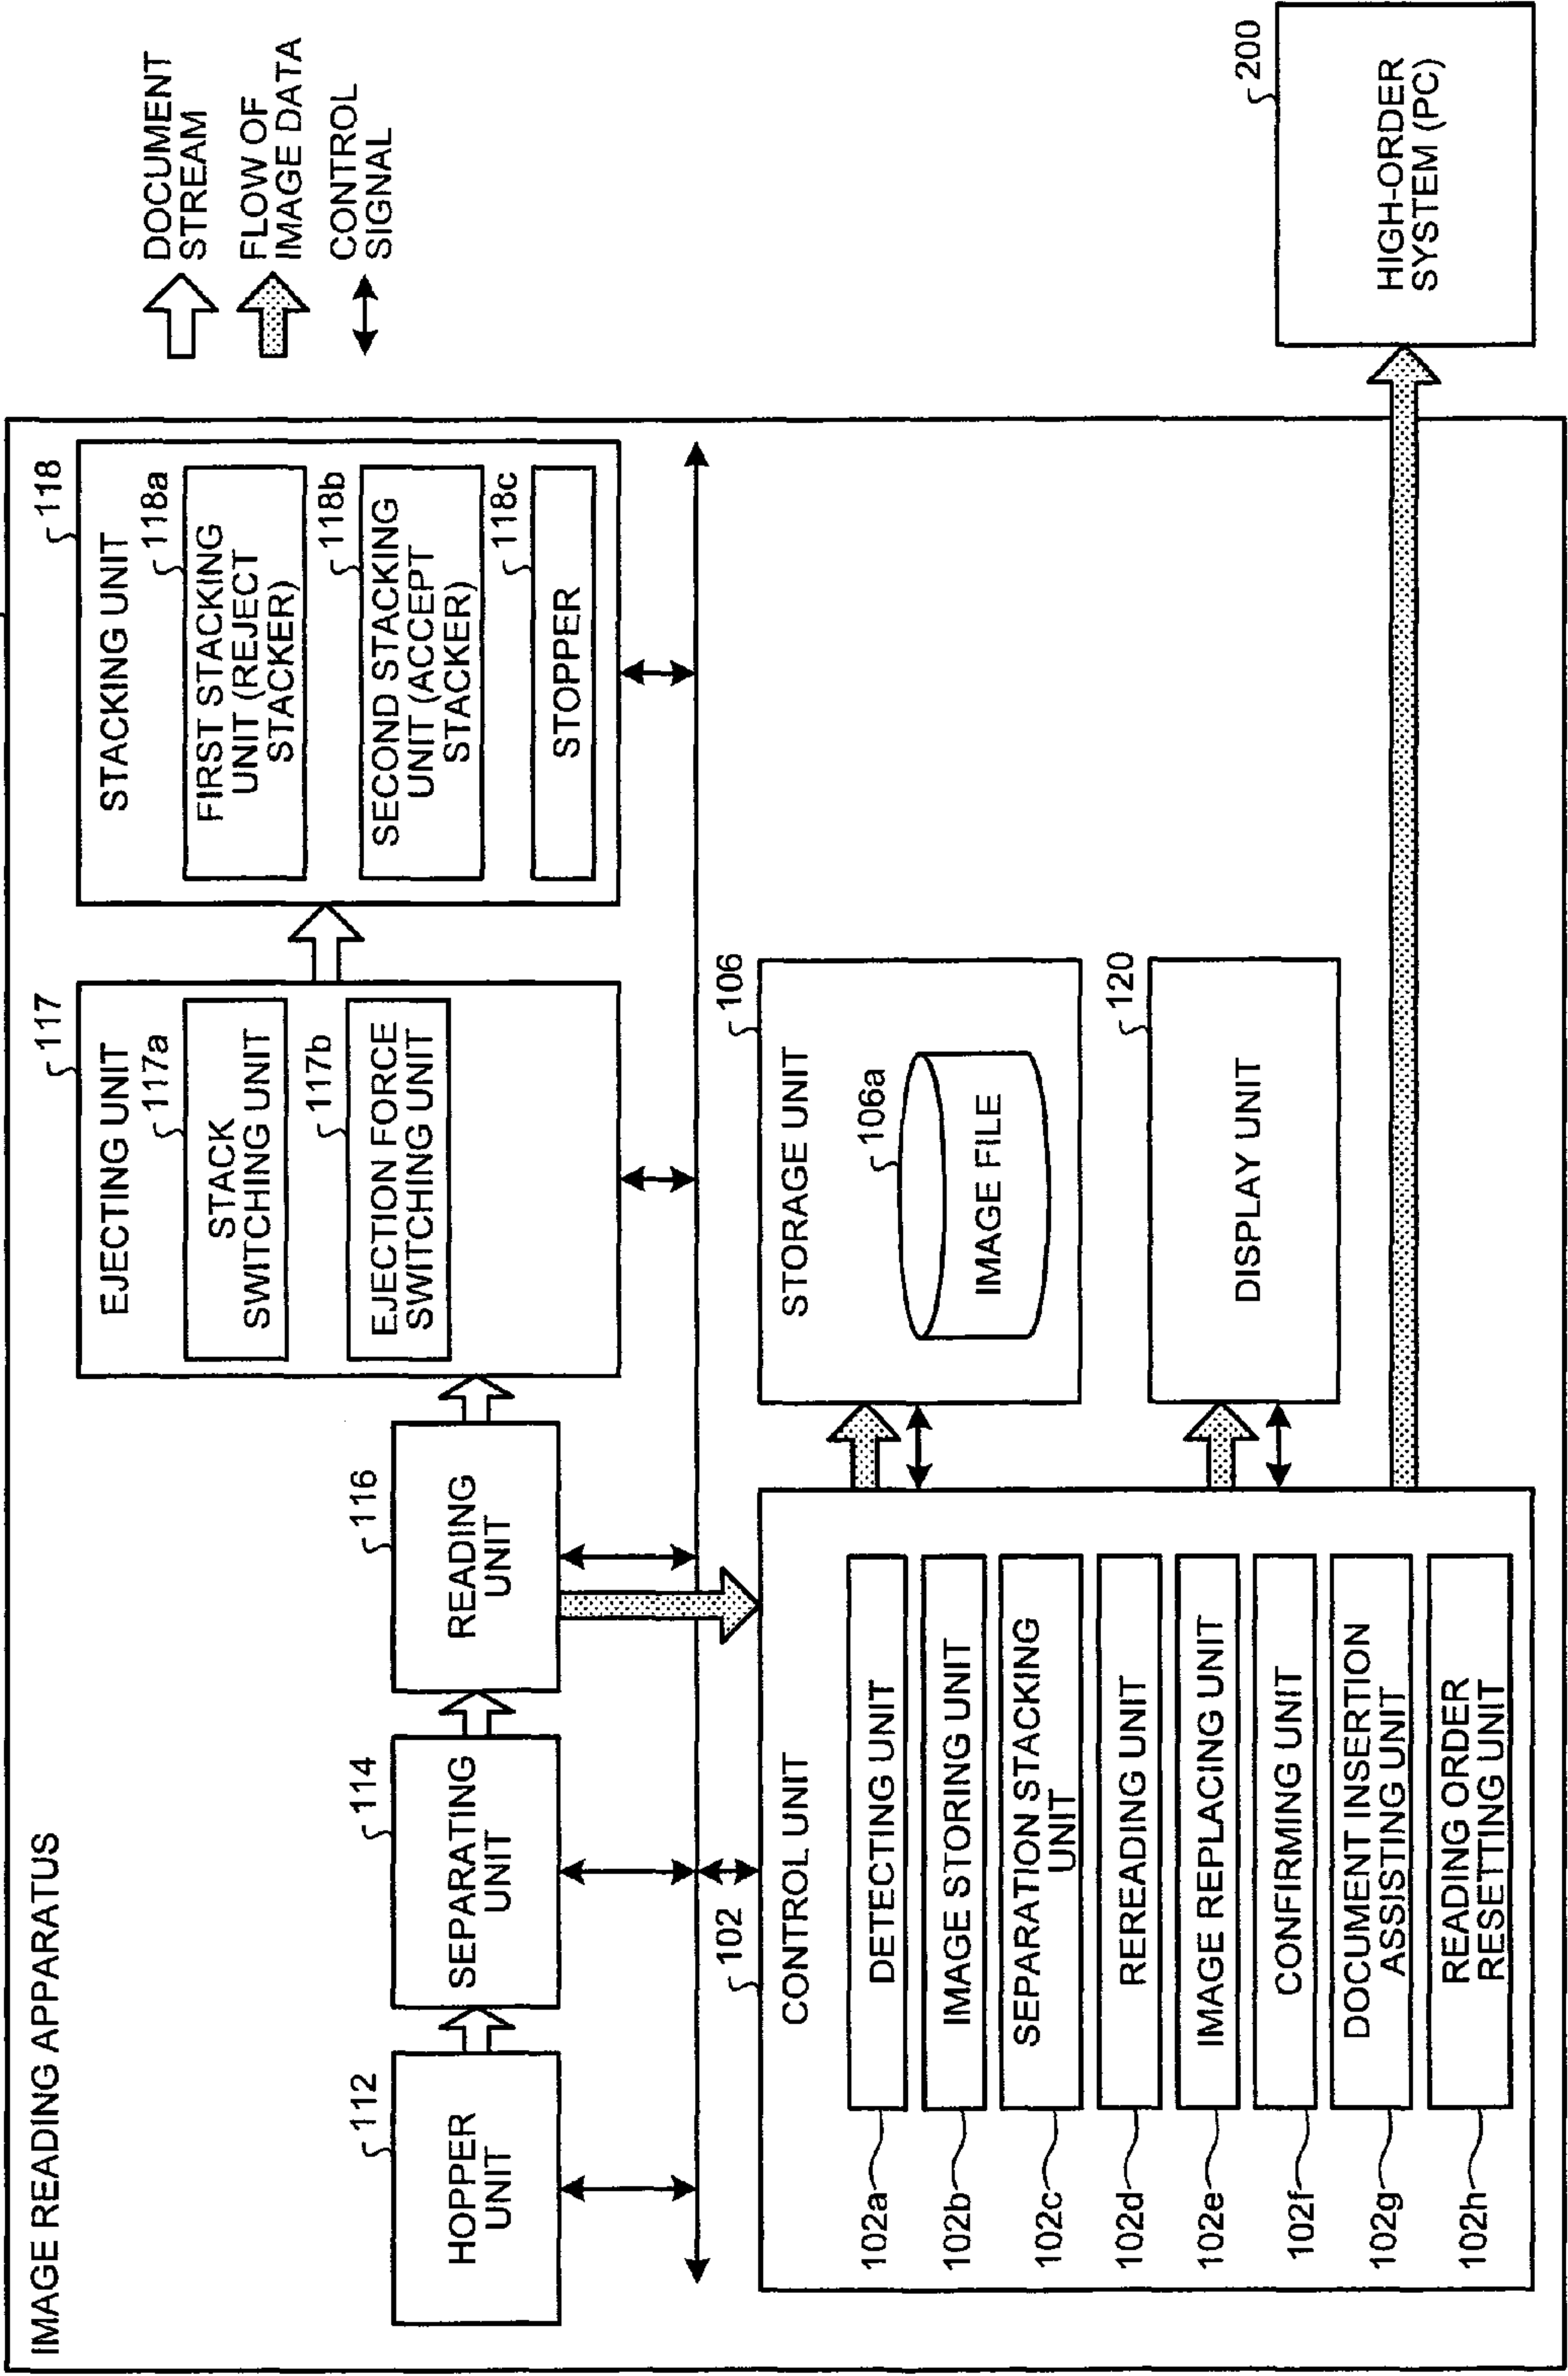 IMAGE READING APPARATUS
112
HOPPER
UNIT
114
SEPARATING
UNIT
116
READING
UNIT
117
EJECTING UNIT
117a
STACK
SWITCHING UNIT
117b
EJECTION FORCE
SWITCHING UNIT
118
STACKING UNIT
118a
FIRST STACKING
UNIT (REJECT
STACKER)
118b
SECOND STACKING
UNIT (ACCEPT
STACKER)
118c
STOPPER
DOCUMENT
STREAM
FLOW OF
IMAGE DATA
CONTROL
SIGNAL
102
CONTROL UNIT
102a
DETECTING UNIT
102b
IMAGE STORING UNIT
102c
SEPARATION STACKING
UNIT
102d
REREADING UNIT
102e
IMAGE REPLACING UNIT
102f
CONFIRMING UNIT
102g
DOCUMENT INSERTION
ASSISTING UNIT
102h
READING ORDER
RESETTING UNIT
106
STORAGE UNIT
106a
IMAGE FILE
120
DISPLAY UNIT
200
HIGH-ORDER
SYSTEM (PC)